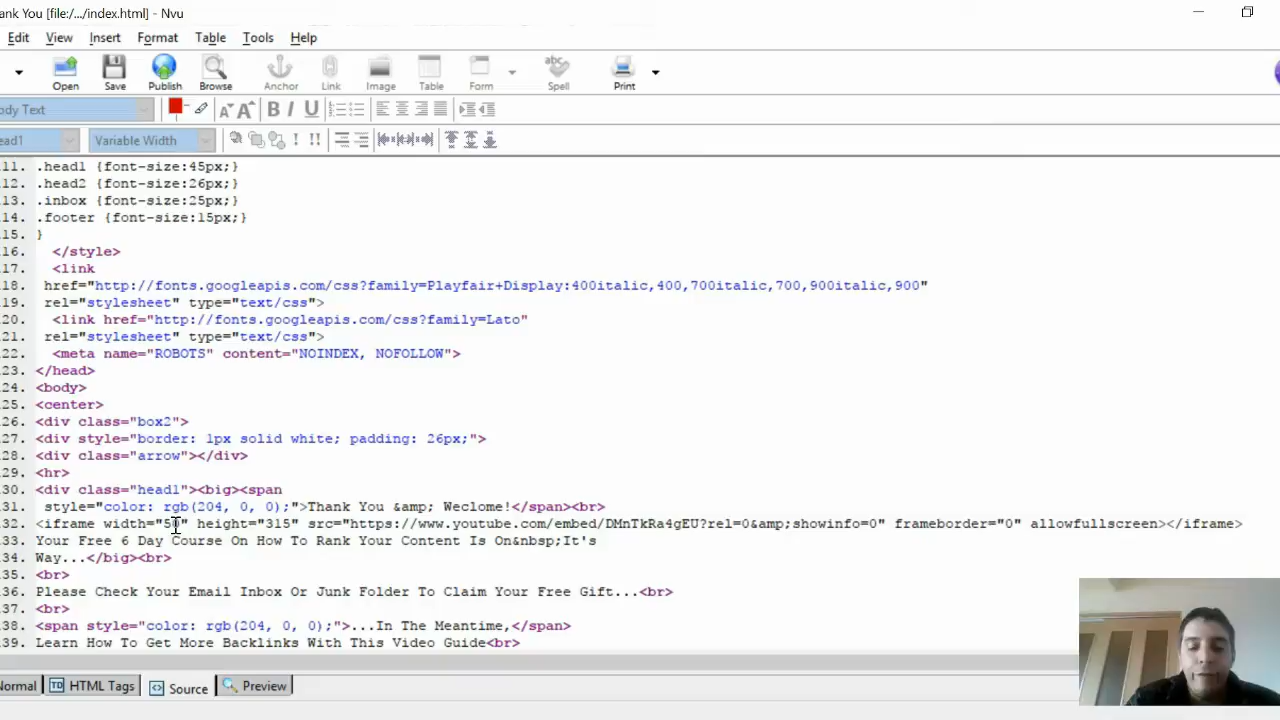 ank You [file:/.../index.html] - Nvu
Edit View Insert Format Table Tools Help
Open Save Publish Browse Anchor Link Image Table Form Spell Print
ody Text
ead1 Variable Width
11. .head1 {font-size:45px;}
12. .head2 {font-size:26px;}
13. .inbox {font-size:25px;}
14. .footer {font-size:15px;}
15. }
16. </style>
17. <link
18. href="http://fonts.googleapis.com/css?family=Playfair+Display:400italic,400,700italic,700,900italic,900"
19. rel="stylesheet" type="text/css">
20. <link href="http://fonts.googleapis.com/css?family=Lato"
21. rel="stylesheet" type="text/css">
22. <meta name="ROBOTS" content="NOINDEX, NOFOLLOW">
23. </head>
24. <body>
25. <center>
26. <div class="box2">
27. <div style="border: 1px solid white; padding: 26px;">
28. <div class="arrow"></div>
29. <hr>
30. <div class="head1"><big><span
31. style="color: rgb(204, 0, 0);">Thank You &amp; Weclome!</span><br>
32. <iframe width="50" height="315" src="https://www.youtube.com/embed/DMnTkRa4gEU?rel=0&amp;showinfo=0" frameborder="0" allowfullscreen></iframe>
33. Your Free 6 Day Course On How To Rank Your Content Is On&nbsp;It's
34. Way...</big><br>
35. <br>
36. Please Check Your Email Inbox Or Junk Folder To Claim Your Free Gift...<br>
37. <br>
38. <span style="color: rgb(204, 0, 0);">...In The Meantime,</span>
39. Learn How To Get More Backlinks With This Video Guide<br>
Normal HTML Tags Source Preview